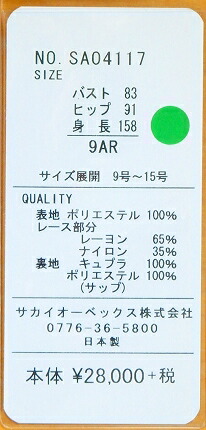 NO. SA04117
SIZE
バスト 83
ヒップ 91
身長 158
9AR
サイズ展開 9号～15号
QUALITY
表地 ポリエステル 100%
レース部分
レーヨン 65%
ナイロン 35%
裏地 キュプラ 100%
ポリエステル 100%
(サップ)
サカイオーベックス株式会社
0776-36-5800
日本製
本体 ¥28,000+税